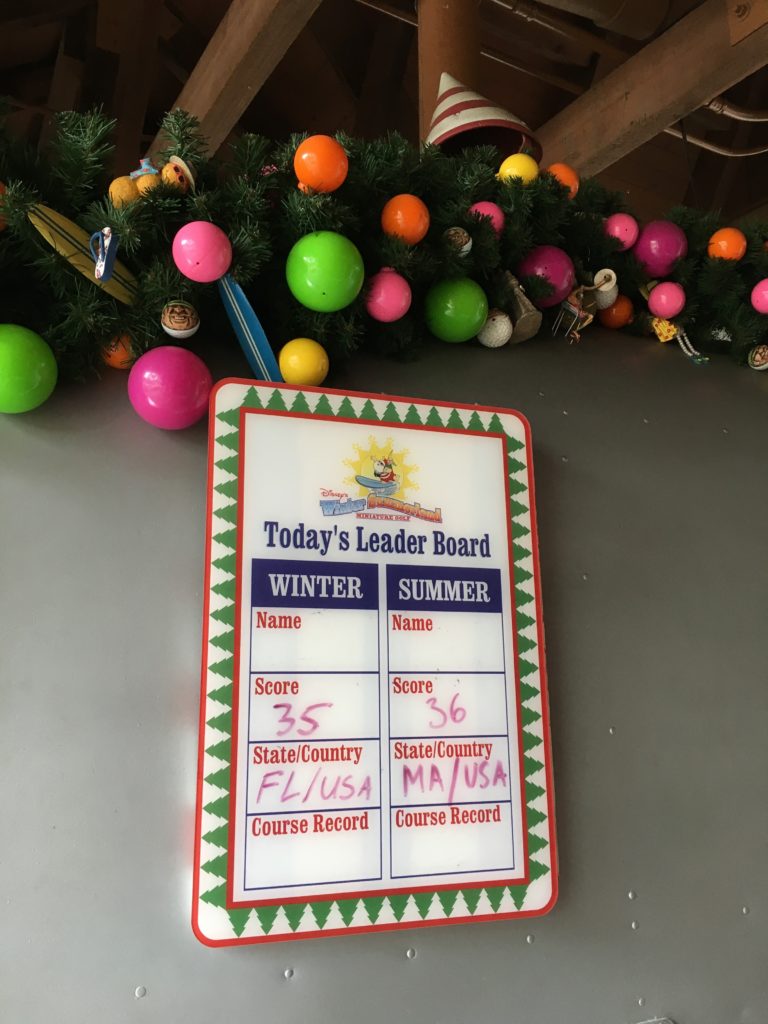 Disney's
Winter Summerland
MINIATURE GOLF
Today's Leader Board
WINTER SUMMER
Name Name
Score Score
35 36
State/Country State/Country
FL/USA MA/USA
Course Record Course Record